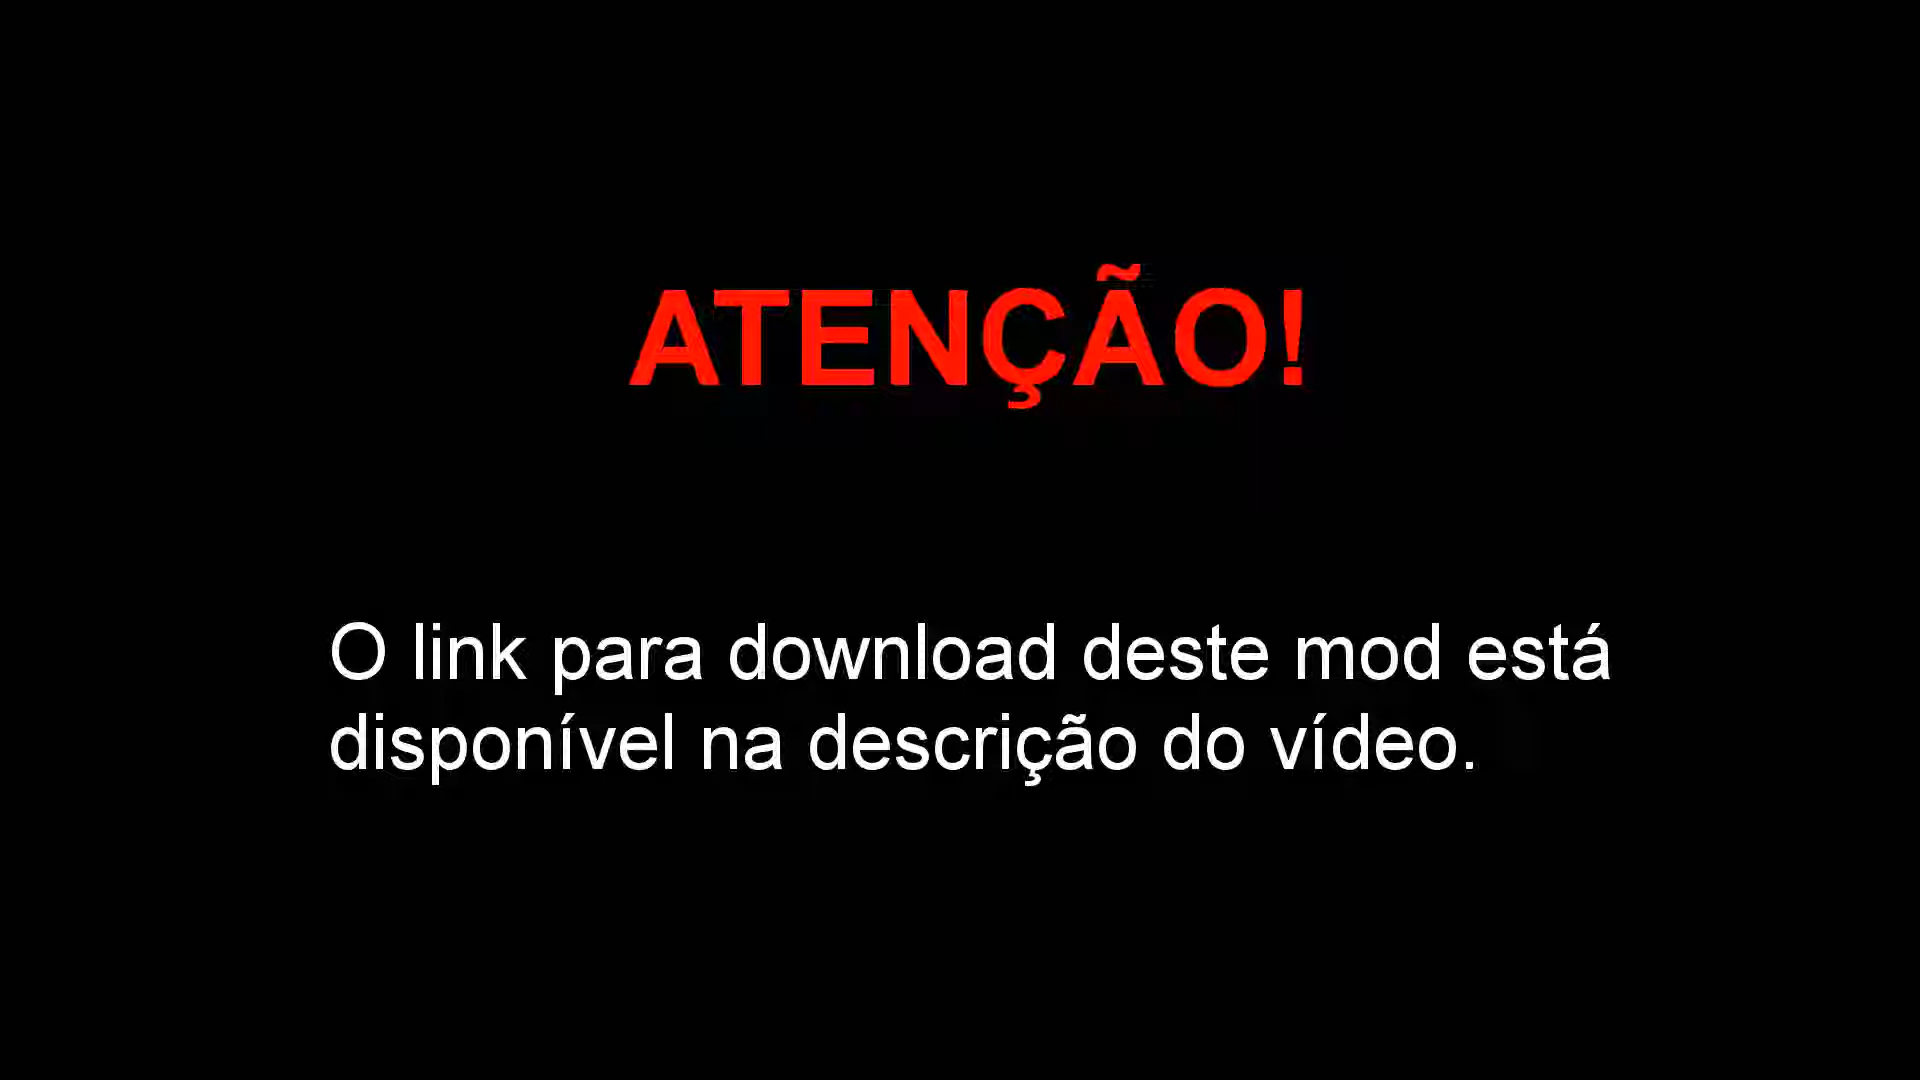 ATENÇÃO!
O link para download deste mod está
disponível na descrição do vídeo.